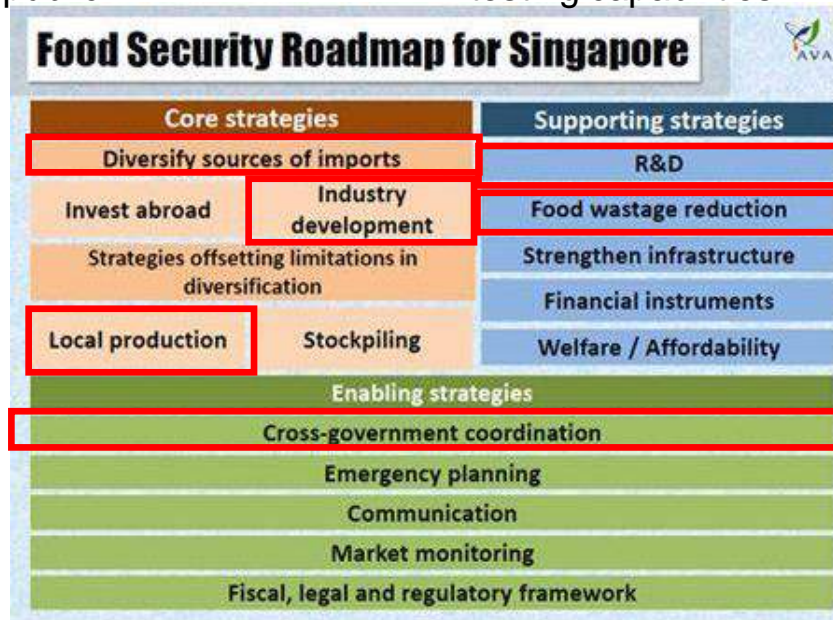 Food Security Roadmap for Singapore
AVA
Core strategies
Diversify sources of imports
Invest abroad
Industry
development
Strategies offsetting limitations in
diversification
Local production
Stockpiling
Supporting strategies
R&D
Food wastage reduction
Strengthen infrastructure
Financial instruments
Welfare / Affordability
Enabling strategies
Cross-government coordination
Emergency planning
Communication
Market monitoring
Fiscal, legal and regulatory framework